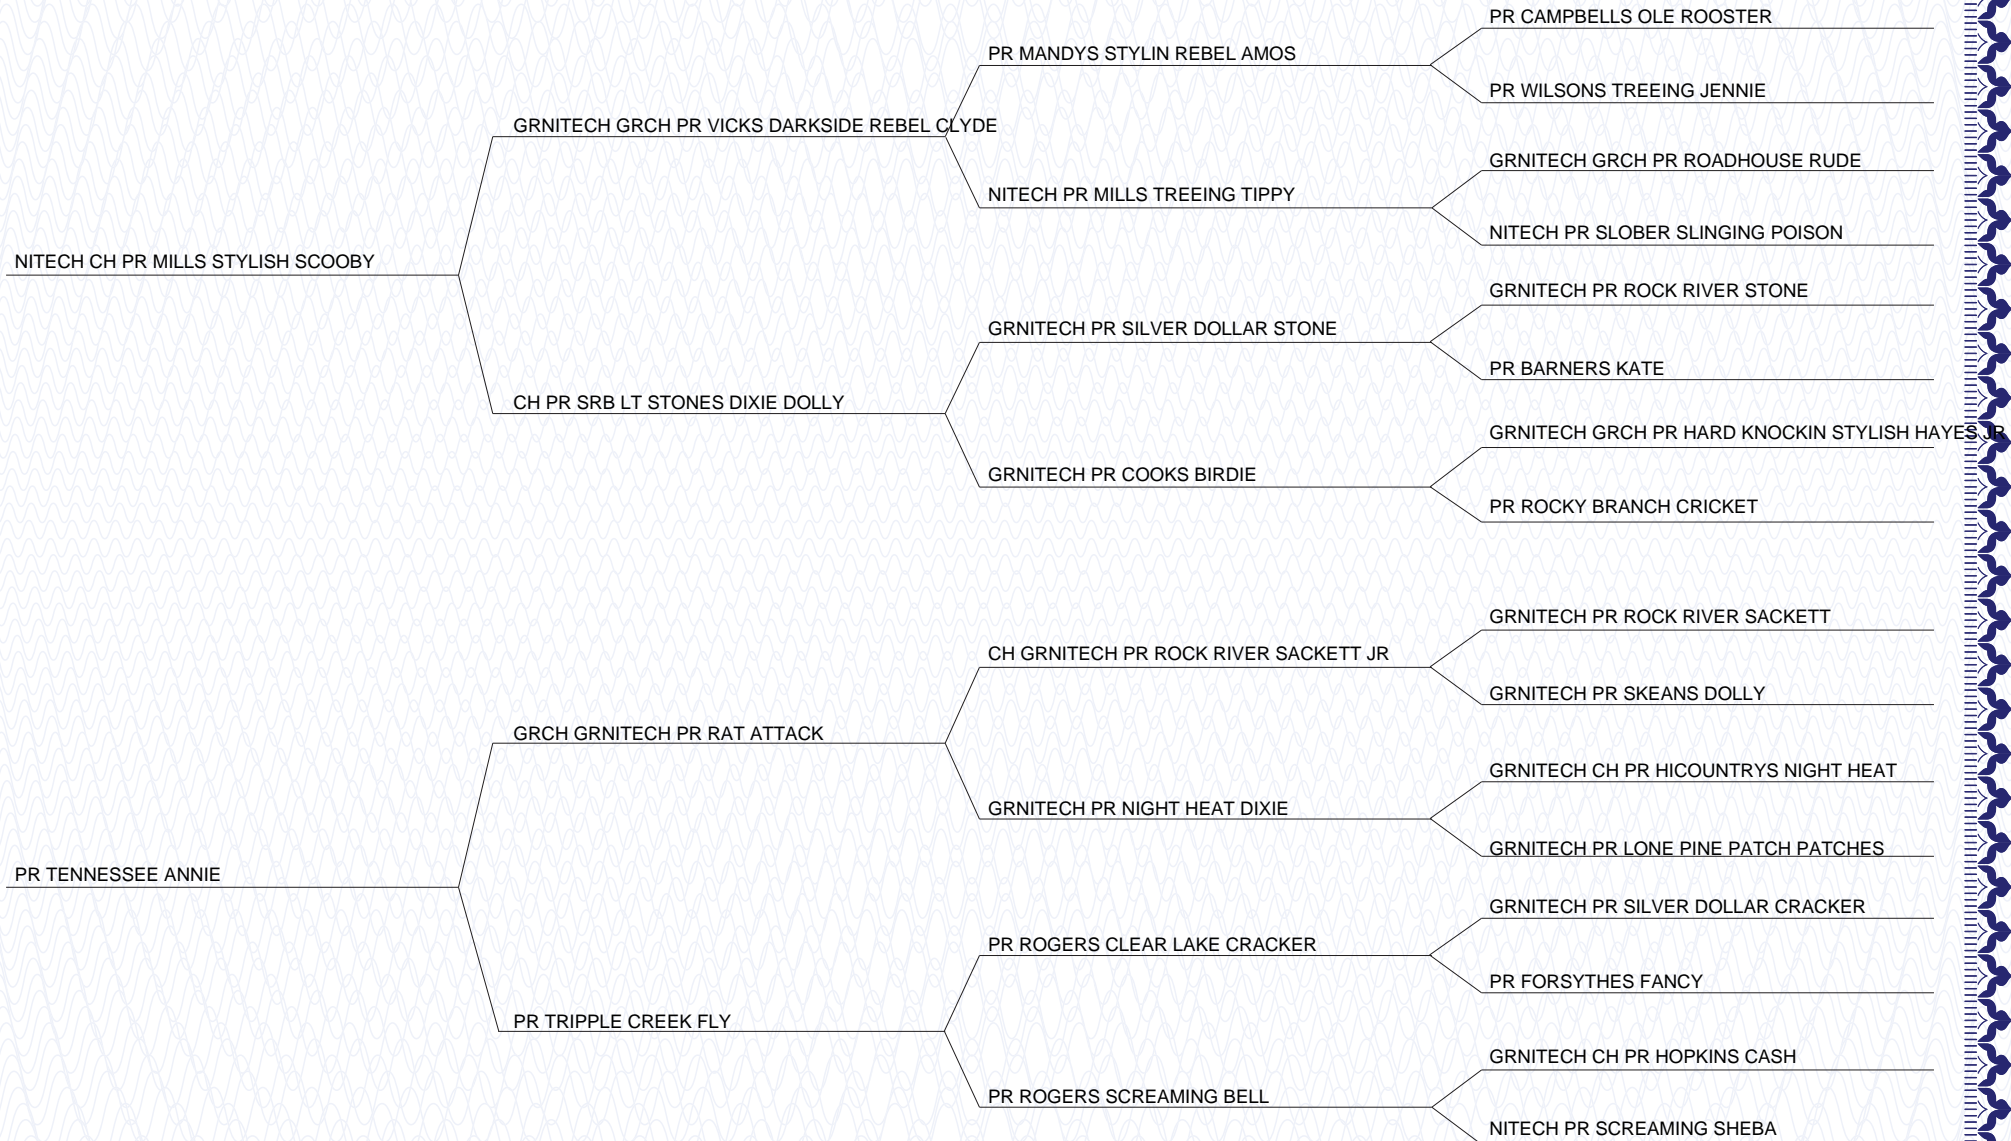 PR CAMPBELLS OLE ROOSTER
PR MANDYS STYLIN REBEL AMOS
PR WILSONS TREEING JENNIE
GRNITECH GRCH PR VICKS DARKSIDE REBEL CLYDE
GRNITECH GRCH PR ROADHOUSE RUDE
NITECH PR MILLS TREEING TIPPY
NITECH PR SLOBER SLINGING POISON
NITECH CH PR MILLS STYLISH SCOOBY
GRNITECH PR ROCK RIVER STONE
GRNITECH PR SILVER DOLLAR STONE
PR BARNERS KATE
CH PR SRB LT STONES DIXIE DOLLY
GRNITECH GRCH PR HARD KNOCKIN STYLISH HAYES JR
GRNITECH PR COOKS BIRDIE
PR ROCKY BRANCH CRICKET
GRNITECH PR ROCK RIVER SACKETT
CH GRNITECH PR ROCK RIVER SACKETT JR
GRNITECH PR SKEANS DOLLY
GRCH GRNITECH PR RAT ATTACK
GRNITECH CH PR HICOUNTRYS NIGHT HEAT
GRNITECH PR NIGHT HEAT DIXIE
GRNITECH PR LONE PINE PATCH PATCHES
PR TENNESSEE ANNIE
GRNITECH PR SILVER DOLLAR CRACKER
PR ROGERS CLEAR LAKE CRACKER
PR FORSYTHES FANCY
PR TRIPPLE CREEK FLY
GRNITECH CH PR HOPKINS CASH
PR ROGERS SCREAMING BELL
NITECH PR SCREAMING SHEBA